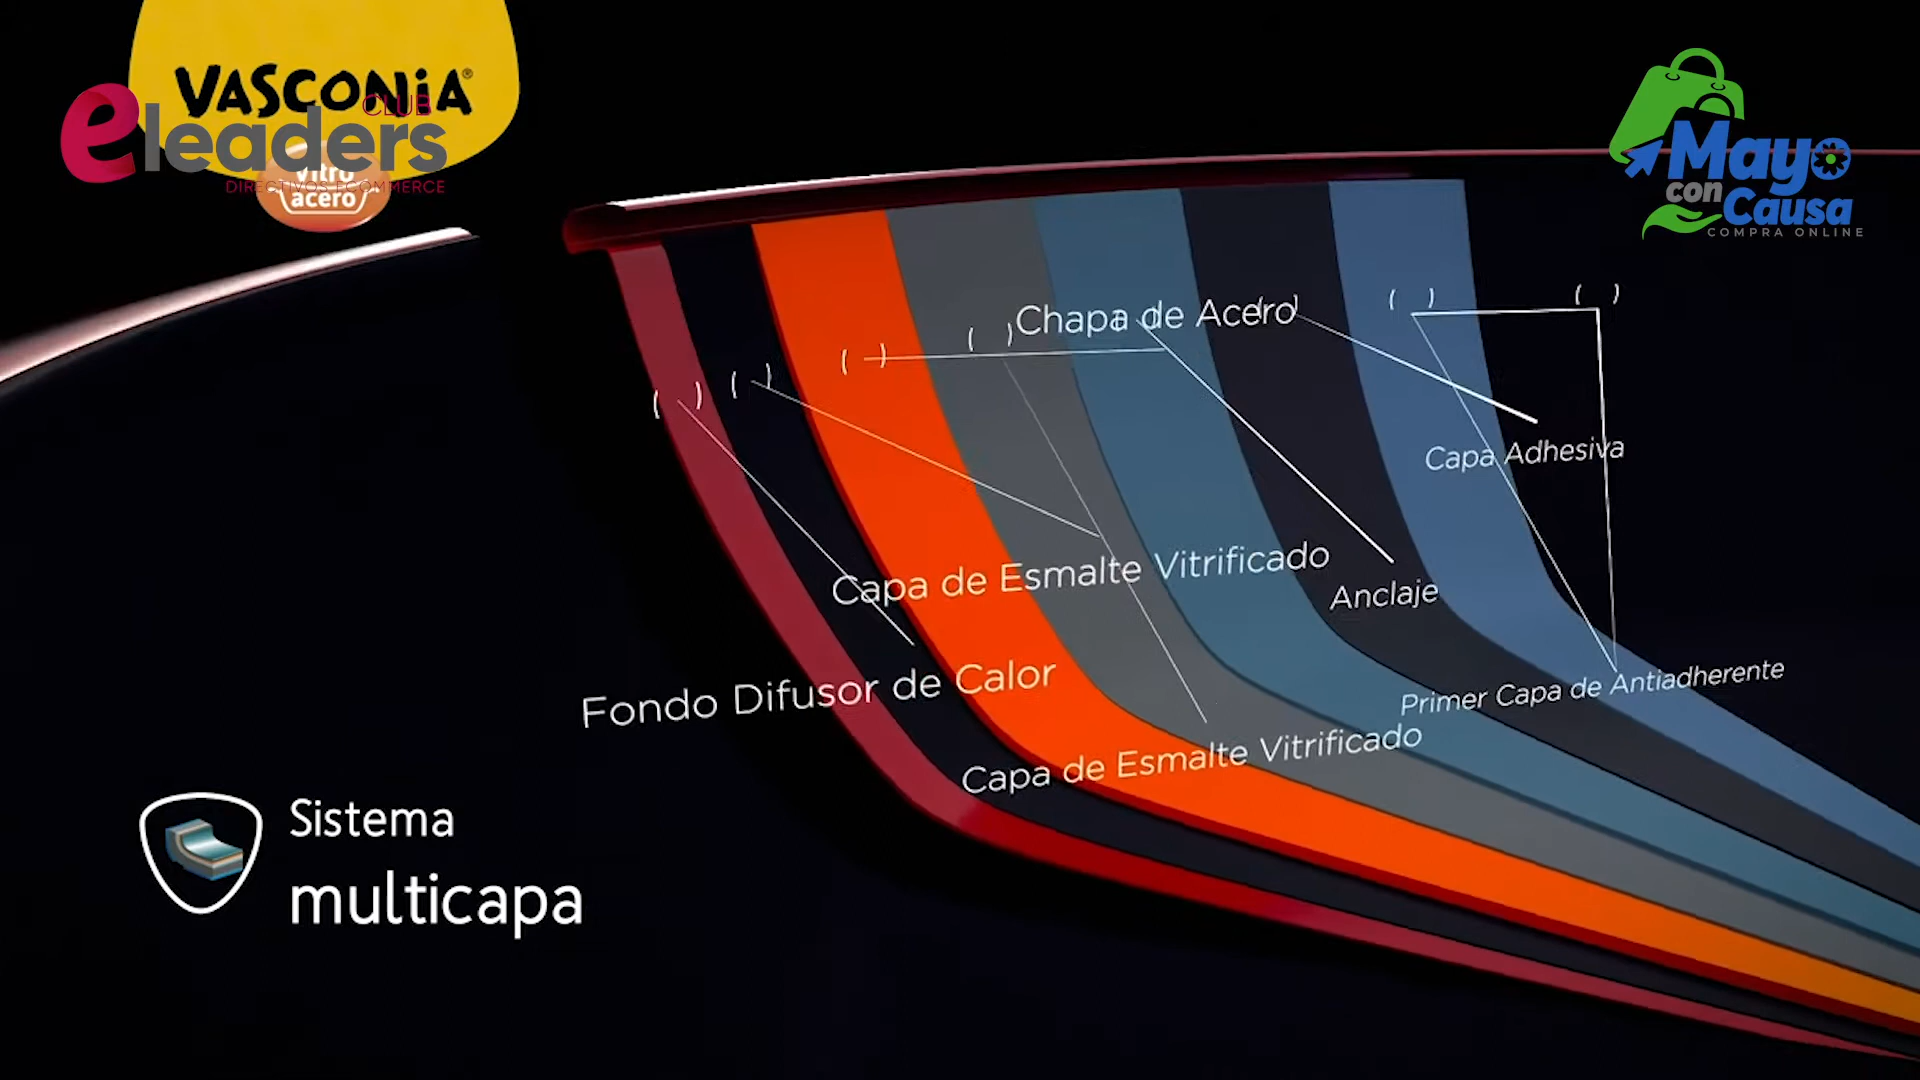 VASCONIA®
CLUB
eleaders
DIRECTIVOS ECOMMERCE
Vitro
acero
Mayo
con
Causa
COMPRA ONLINE
Chapa de Acero
Capa Adhesiva
Capa de Esmalte Vitrificado
Anclaje
Fondo Difusor de Calor
Primer Capa de Antiadherente
Capa de Esmalte Vitrificado
Sistema
multicapa